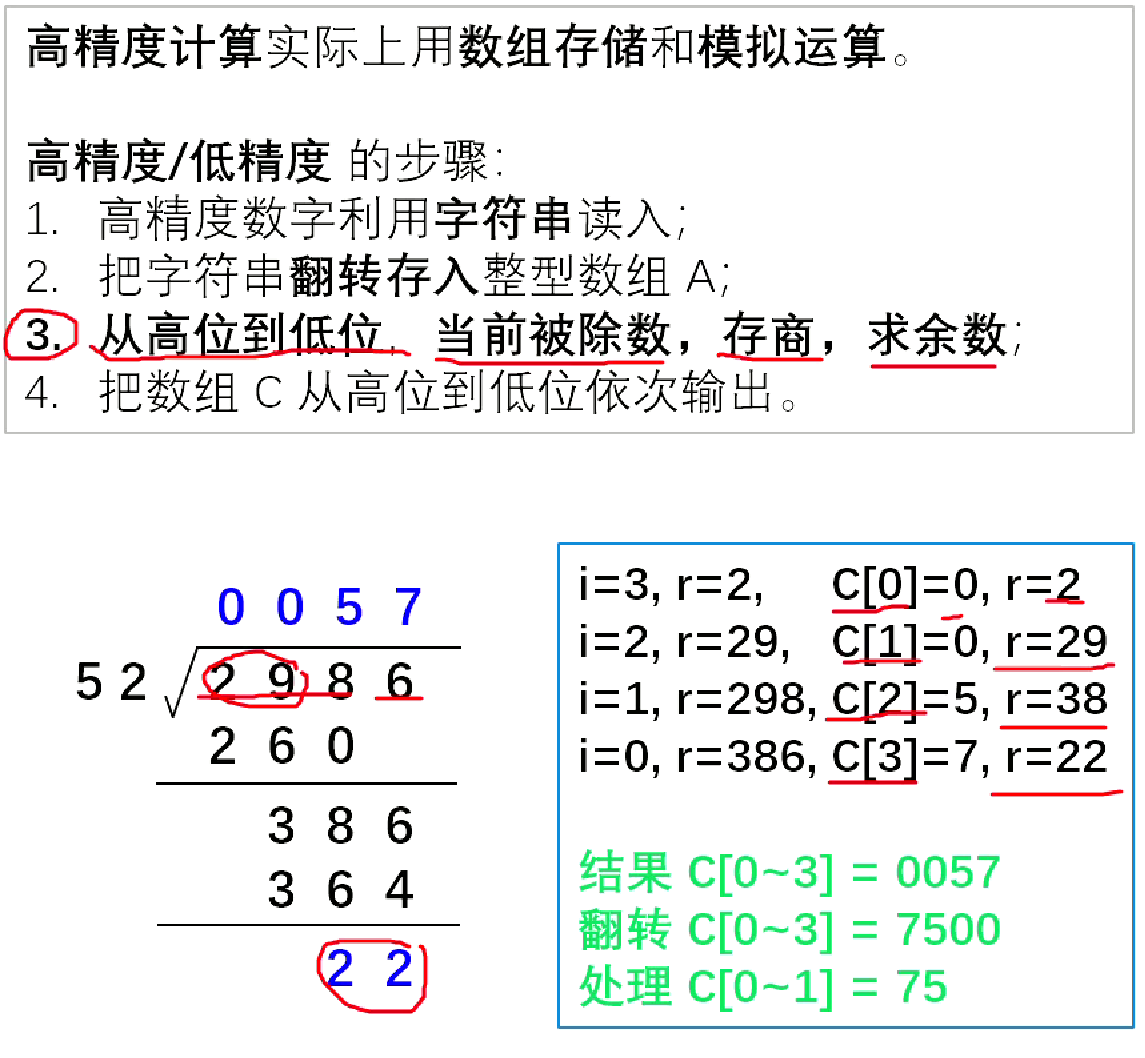 高精度计算实际上用数组存储和模拟运算。
高精度/低精度 的步骤：
1. 高精度数字利用字符串读入；
2. 把字符串翻转存入整型数组 A；
3. 从高位到低位，当前被除数，存商，求余数；
4. 把数组 C 从高位到低位依次输出。
0 0 5 7
5 2 √ 2 9 8 6
2 6 0
3 8 6
3 6 4
2 2
i=3, r=2, C[0]=0, r=2
i=2, r=29, C[1]=0, r=29
i=1, r=298, C[2]=5, r=38
i=0, r=386, C[3]=7, r=22
结果 C[0~3] = 0057
翻转 C[0~3] = 7500
处理 C[0~1] = 75